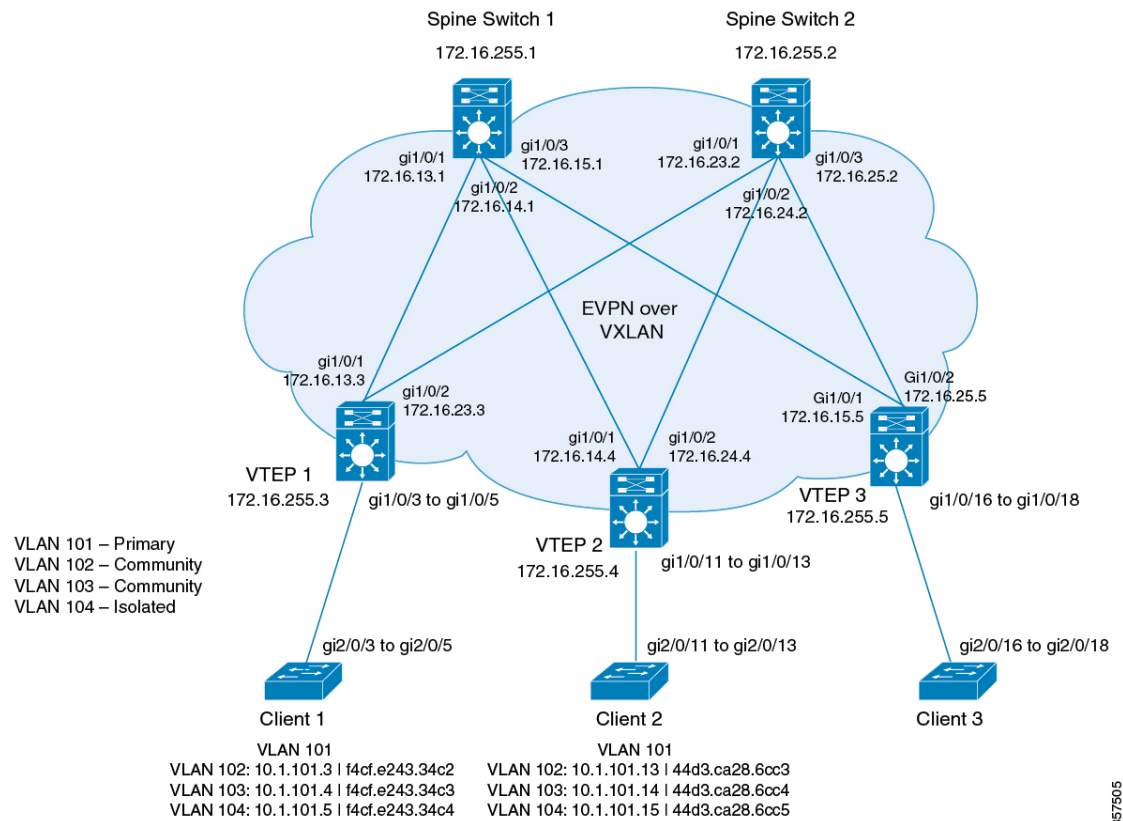 Spine Switch 1
172.16.255.1
Spine Switch 2
172.16.255.2
gi1/0/1
172.16.13.1
gi1/0/3
172.16.15.1
gi1/0/2
172.16.14.1
gi1/0/1
172.16.23.2
gi1/0/3
172.16.25.2
gi1/0/2
172.16.24.2
EVPN over
VXLAN
gi1/0/1
172.16.13.3
gi1/0/2
172.16.23.3
VTEP 1
172.16.255.3
gi1/0/3 to gi1/0/5
gi1/0/1
172.16.14.4
gi1/0/2
172.16.24.4
VTEP 2
172.16.255.4
gi1/0/11 to gi1/0/13
Gi1/0/1
172.16.15.5
Gi1/0/2
172.16.25.5
VTEP 3
172.16.255.5
gi1/0/16 to gi1/0/18
VLAN 101 – Primary
VLAN 102 – Community
VLAN 103 – Community
VLAN 104 – Isolated
gi2/0/3 to gi2/0/5
Client 1
VLAN 101
VLAN 102: 10.1.101.3 | f4cf.e243.34c2
VLAN 103: 10.1.101.4 | f4cf.e243.34c3
VLAN 104: 10.1.101.5 | f4cf.e243.34c4
gi2/0/11 to gi2/0/13
Client 2
VLAN 101
VLAN 102: 10.1.101.13 | 44d3.ca28.6cc3
VLAN 103: 10.1.101.14 | 44d3.ca28.6cc4
VLAN 104: 10.1.101.15 | 44d3.ca28.6cc5
gi2/0/16 to gi2/0/18
Client 3
357505